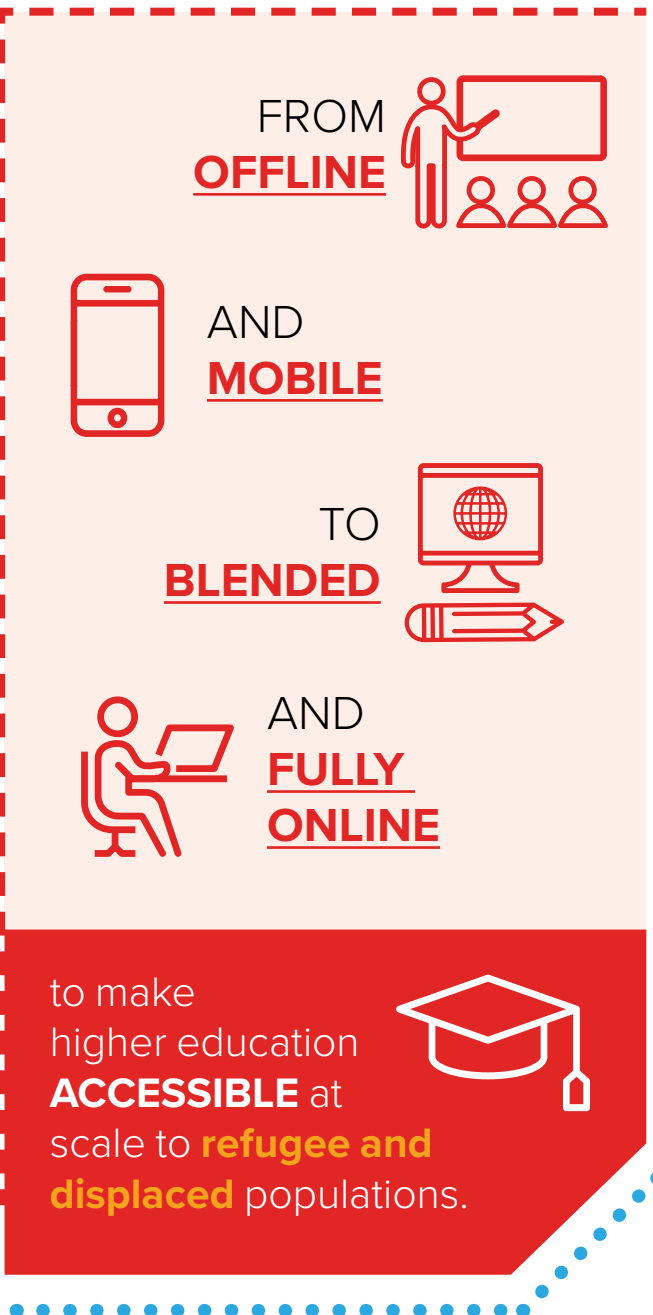 FROM
OFFLINE
AND
MOBILE
TO
BLENDED
AND
FULLY
ONLINE
to make
higher education
ACCESSIBLE at
scale to refugee and
displaced populations.